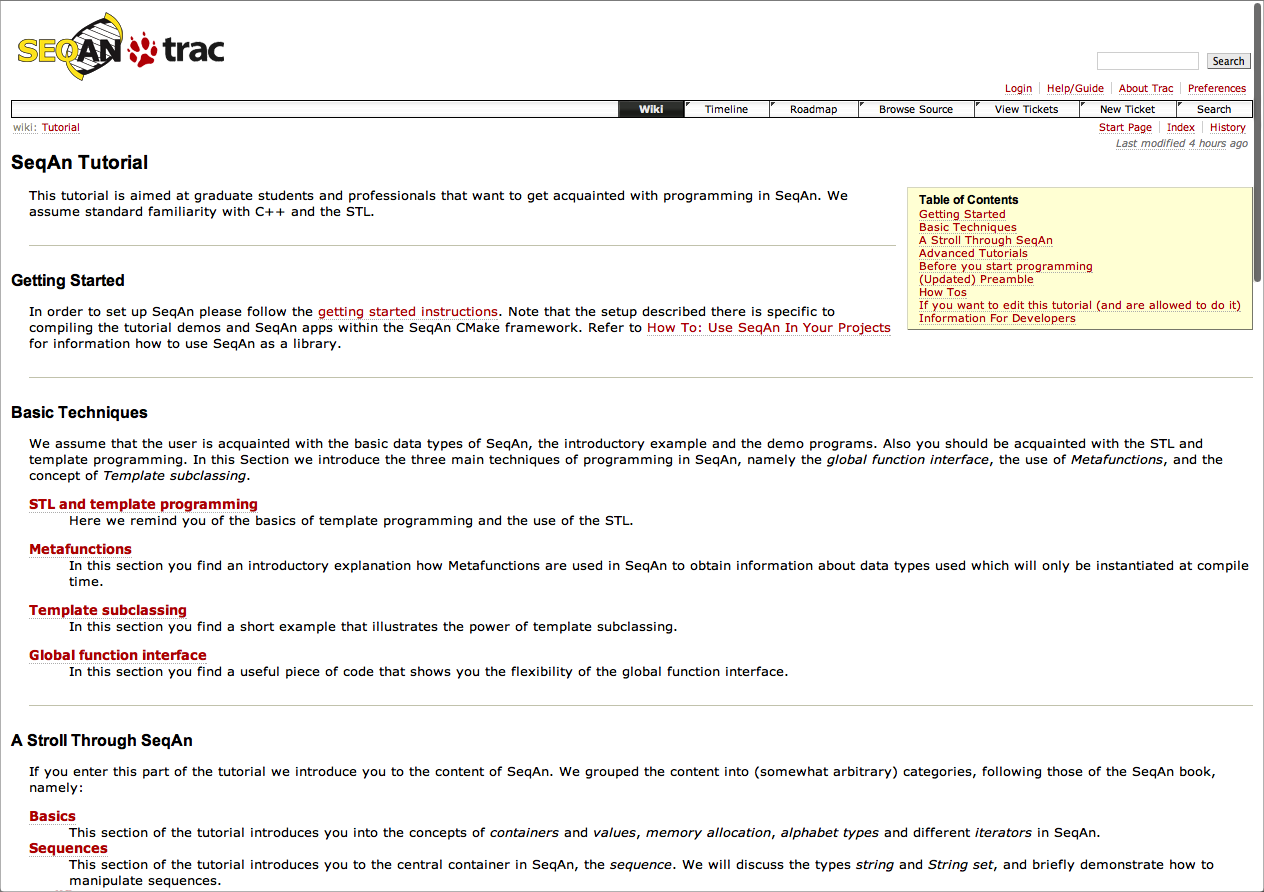 SEQAN trac
Search
Login Help/Guide About Trac Preferences
Wiki Timeline Roadmap Browse Source View Tickets New Ticket Search
wiki: Tutorial
Start Page Index History
Last modified 4 hours ago
SeqAn Tutorial
This tutorial is aimed at graduate students and professionals that want to get acquainted with programming in SeqAn. We
assume standard familiarity with C++ and the STL.
Table of Contents
Getting Started
Basic Techniques
A Stroll Through SeqAn
Advanced Tutorials
Before you start programming
(Updated) Preamble
How Tos
If you want to edit this tutorial (and are allowed to do it)
Information For Developers
Getting Started
In order to set up SeqAn please follow the getting started instructions. Note that the setup described there is specific to
compiling the tutorial demos and SeqAn apps within the SeqAn CMake framework. Refer to How To: Use SeqAn In Your Projects
for information how to use SeqAn as a library.
Basic Techniques
We assume that the user is acquainted with the basic data types of SeqAn, the introductory example and the demo programs. Also you should be acquainted with the STL and
template programming. In this Section we introduce the three main techniques of programming in SeqAn, namely the global function interface, the use of Metafunctions, and the
concept of Template subclassing.
STL and template programming
Here we remind you of the basics of template programming and the use of the STL.
Metafunctions
In this section you find an introductory explanation how Metafunctions are used in SeqAn to obtain information about data types used which will only be instantiated at compile
time.
Template subclassing
In this section you find a short example that illustrates the power of template subclassing.
Global function interface
In this section you find a useful piece of code that shows you the flexibility of the global function interface.
A Stroll Through SeqAn
If you enter this part of the tutorial we introduce you to the content of SeqAn. We grouped the content into (somewhat arbitrary) categories, following those of the SeqAn book,
namely:
Basics
This section of the tutorial introduces you into the concepts of containers and values, memory allocation, alphabet types and different iterators in SeqAn.
Sequences
This section of the tutorial introduces you to the central container in SeqAn, the sequence. We will discuss the types string and String set, and briefly demonstrate how to
manipulate sequences.